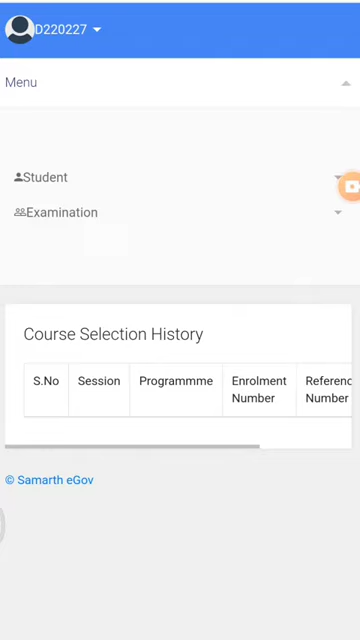 D220227
Menu
Student
Examination
Course Selection History
S.No Session Programmme Enrolment Number Referenc Number
© Samarth eGov